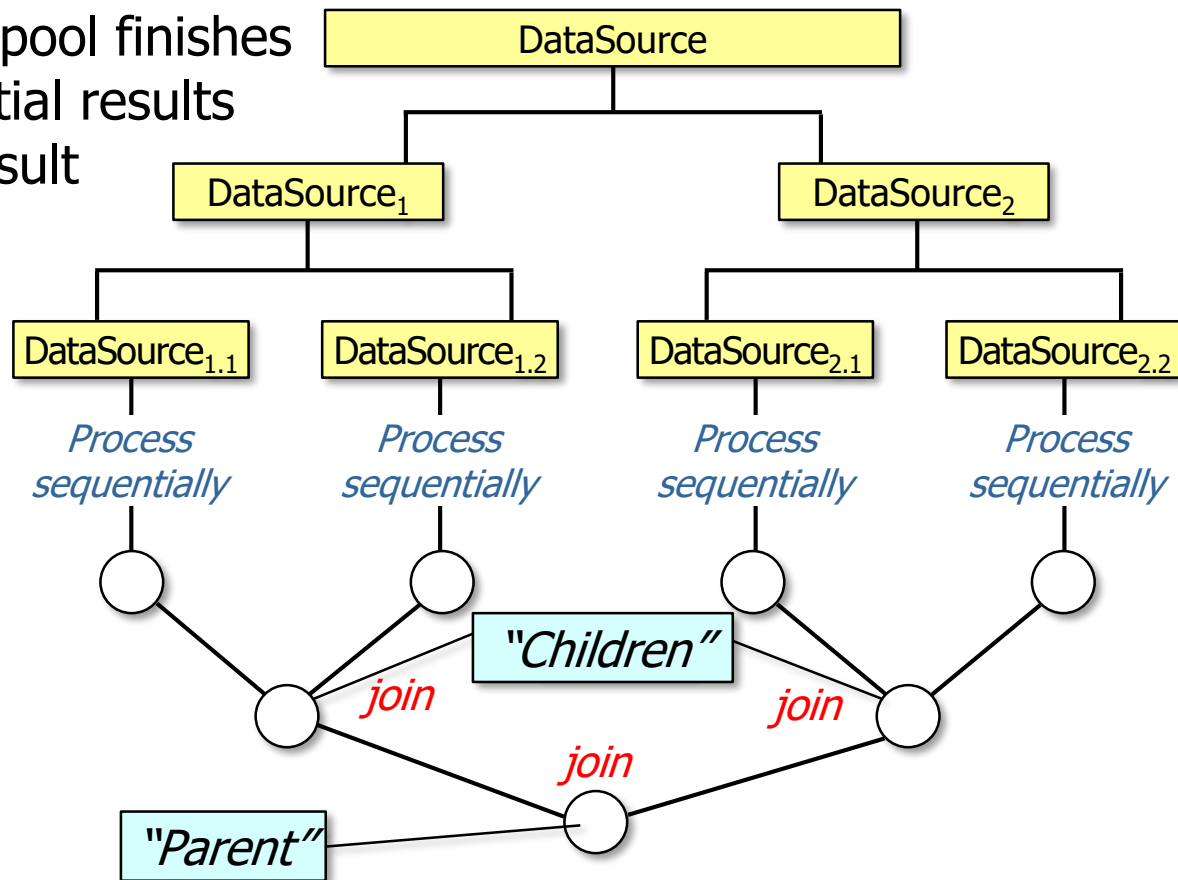 pool finishes
tial results
sult
DataSource
DataSource₁ DataSource₂
DataSource₁.₁ DataSource₁.₂ DataSource₂.₁ DataSource₂.₂
Process Process Process Process
sequentially sequentially sequentially sequentially
"Children"
join join
join
"Parent"